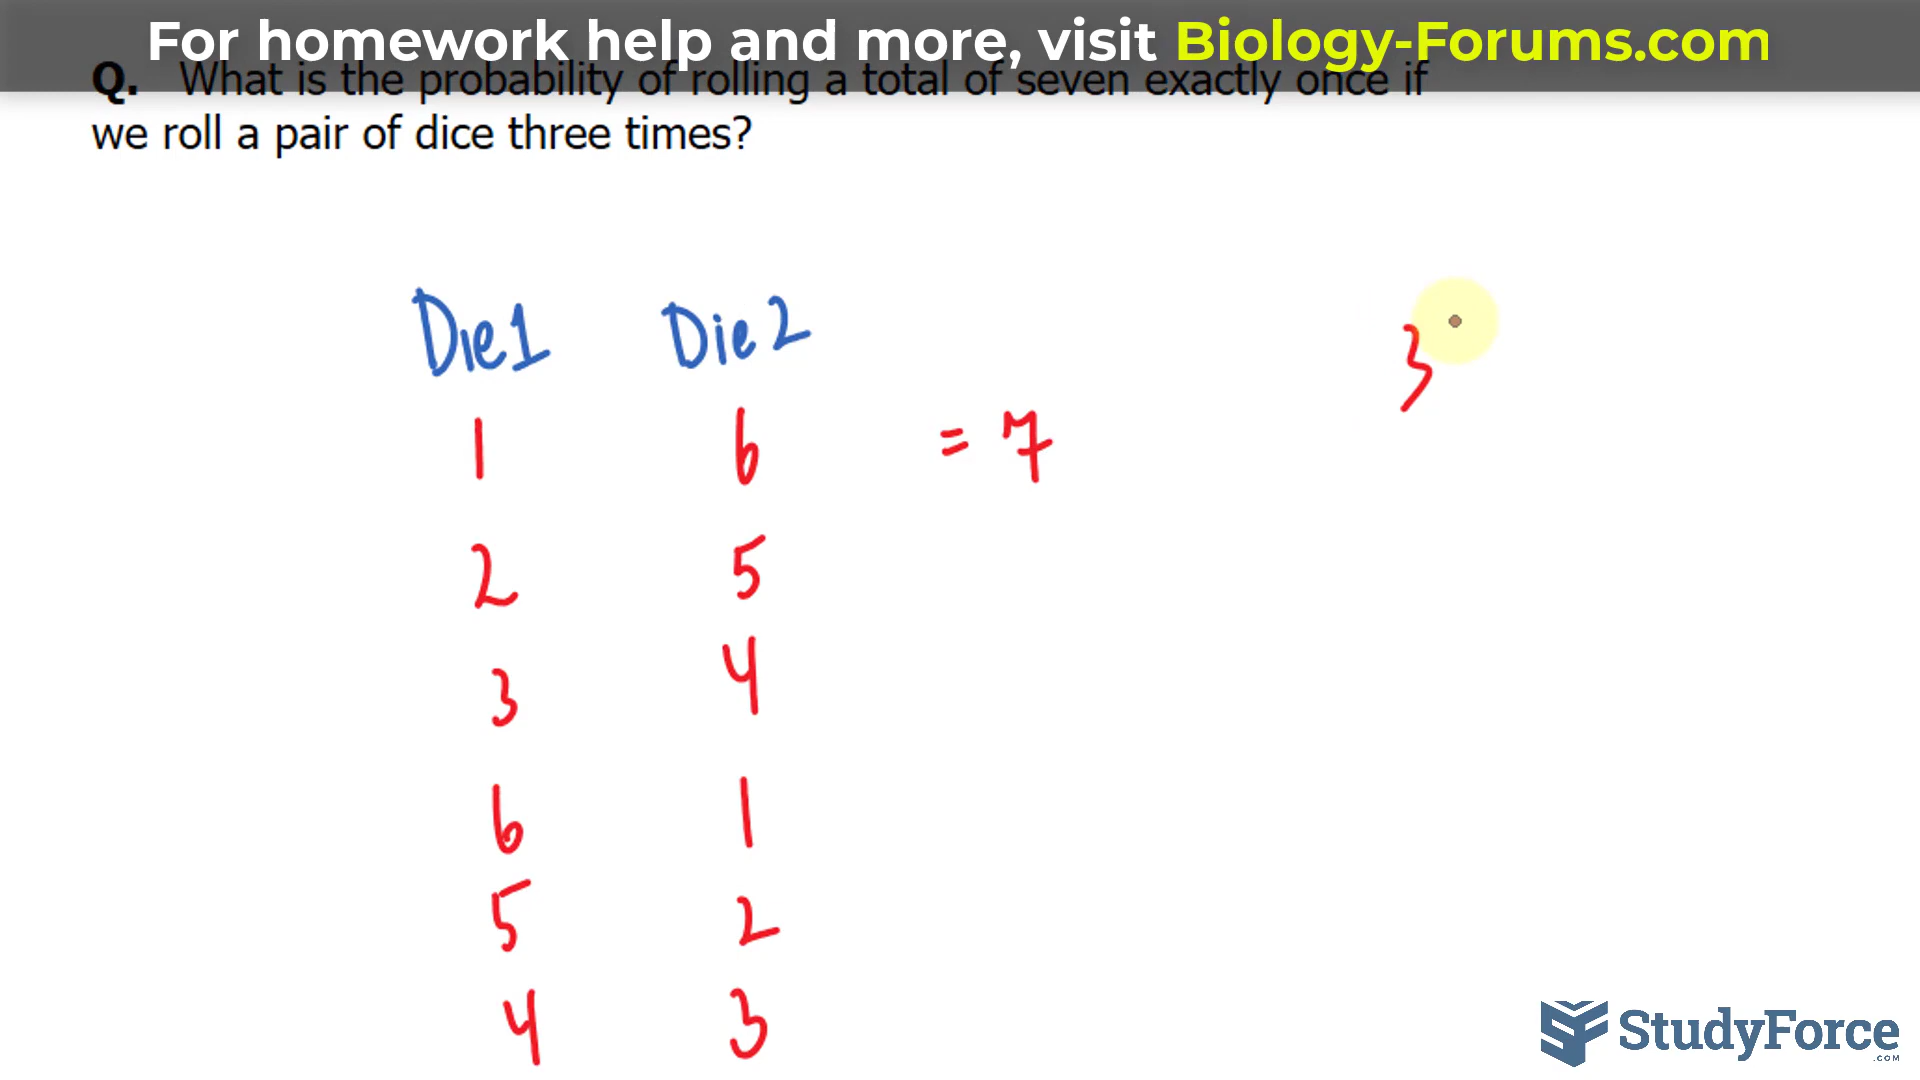 For homework help and more, visit Biology-Forums.com
Q. What is the probability of rolling a total of seven exactly once if
we roll a pair of dice three times?
Die 1 Die 2
3
1 6 = 7
2 5
3 4
6 1
5 2
4 3
StudyForce
.COM